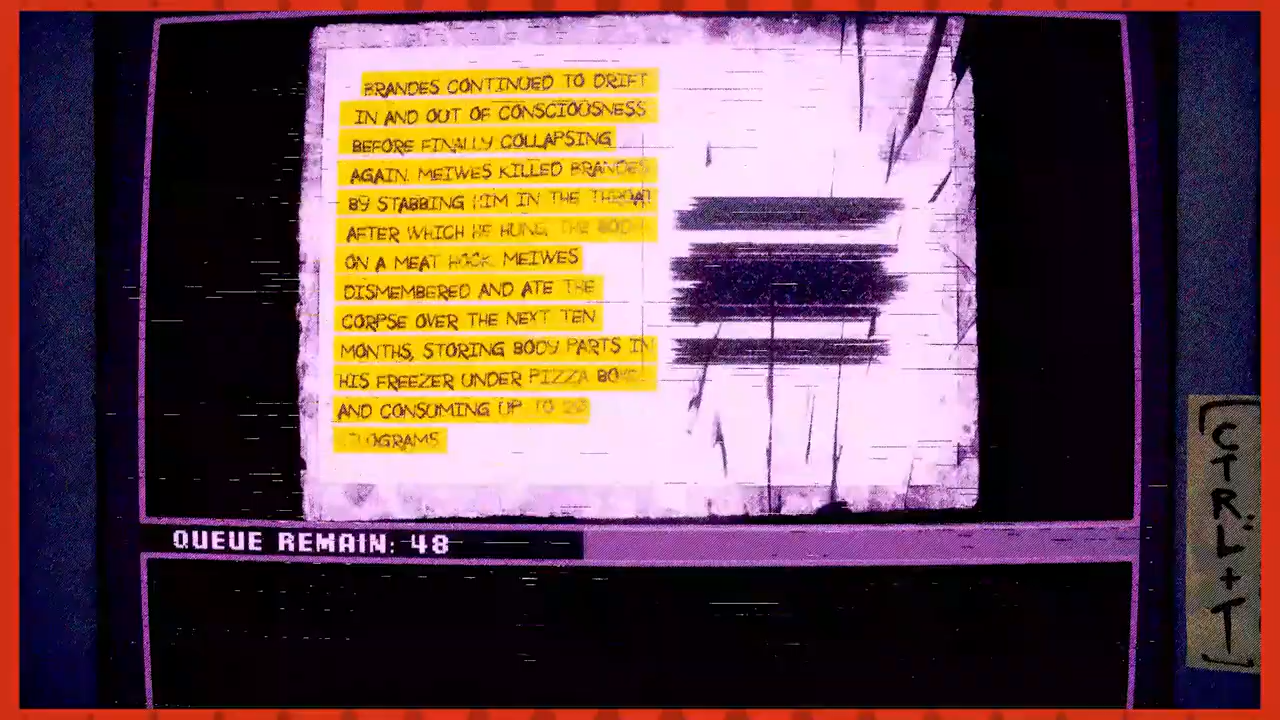 BRANDES CONTINUED TO DRIFT
IN AND OUT OF CONSCIOUSNESS
BEFORE FINALLY COLLAPSING
AGAIN. MEIWES KILLED BRANDES
BY STABBING HIM IN THE THROAT
AFTER WHICH HE HUNG THE BODY
ON A MEAT HOOK. MEIWES
DISMEMBERED AND ATE THE
CORPSE OVER THE NEXT TEN
MONTHS, STORING BODY PARTS IN
HIS FREEZER UNDER PIZZA
AND CONSUMING UP TO 20
QUEUE REMAIN: 48
[CTRL+T]